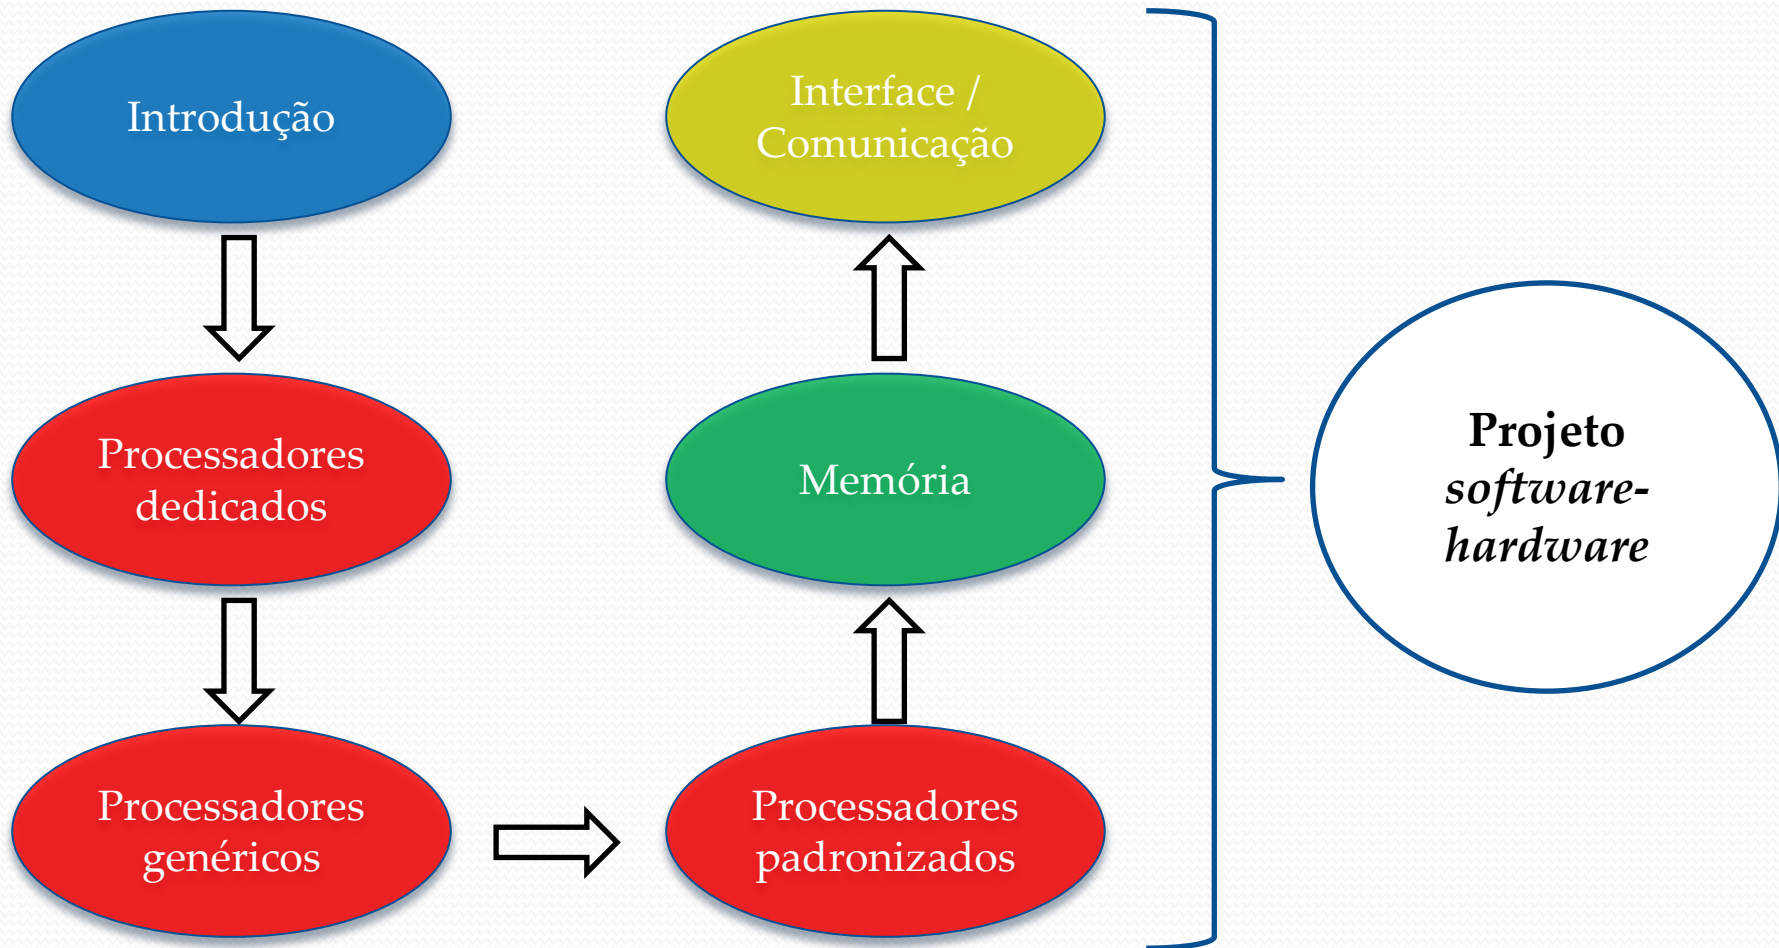 Introdução
Processadores
dedicados
Processadores
genéricos
Processadores
padronizados
Memória
Interface /
Comunicação
Projeto
software-
hardware